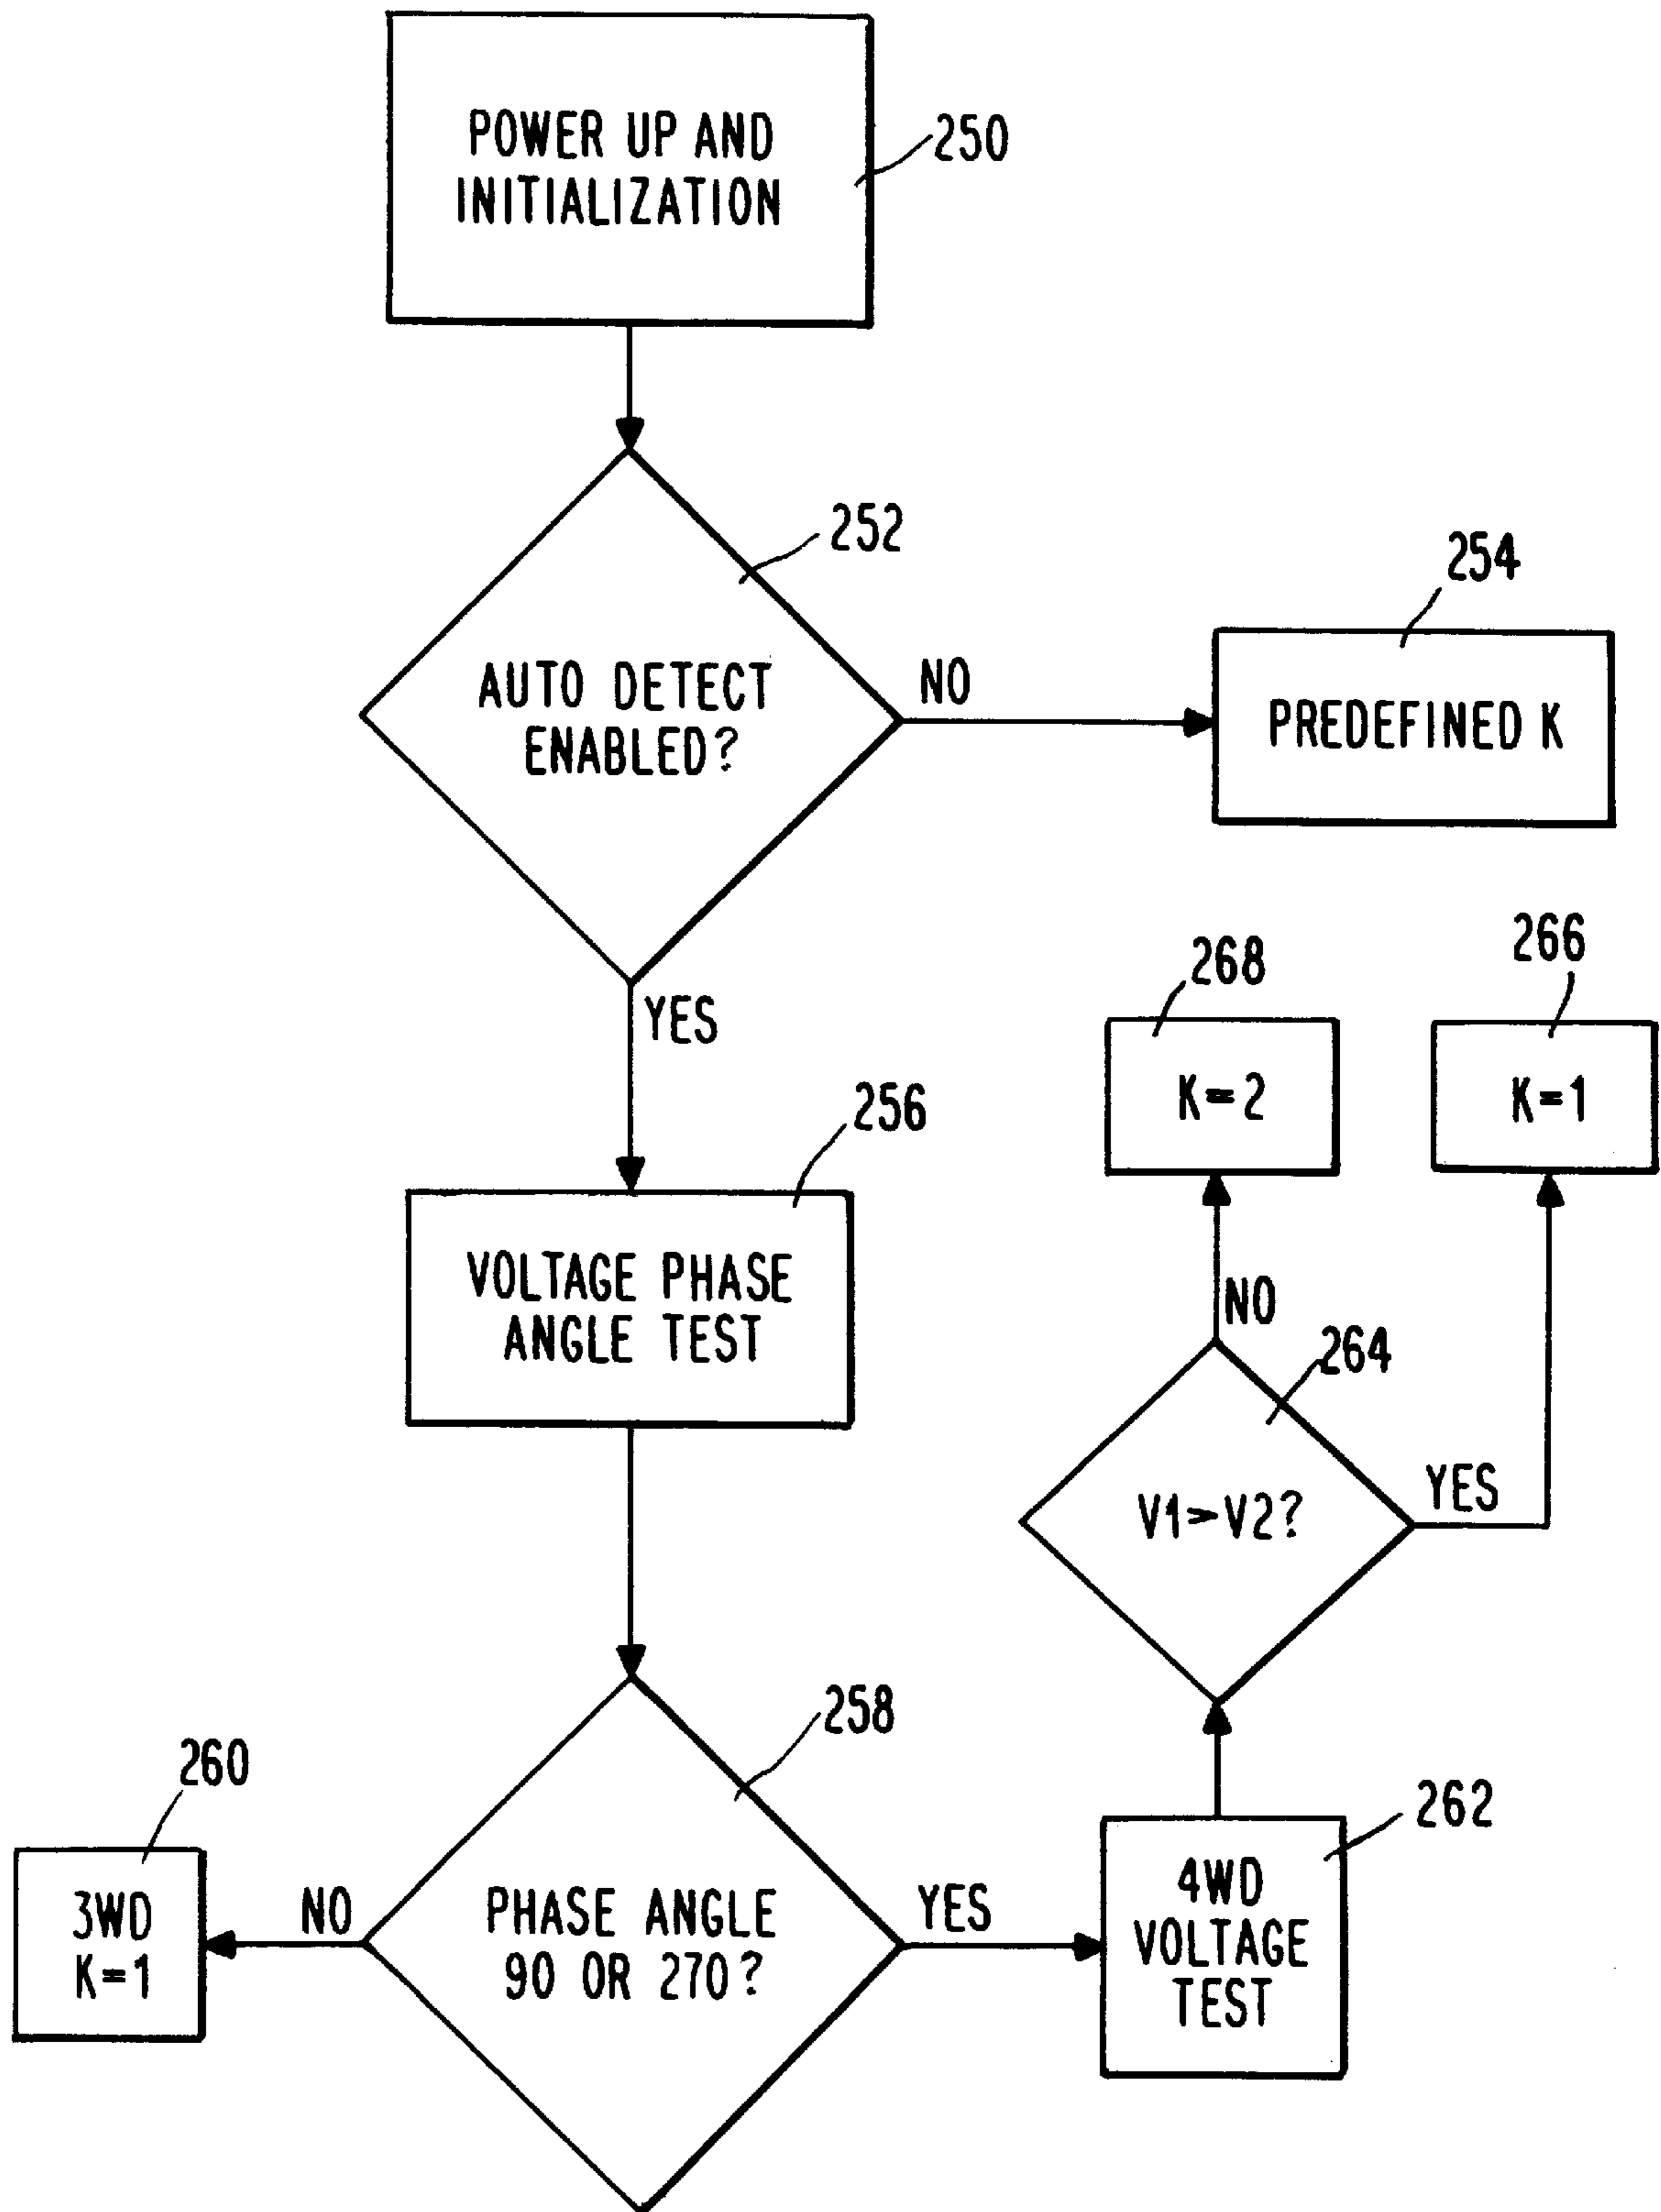 POWER UP AND
INITIALIZATION
250
252
AUTO DETECT
ENABLED?
NO
254
PREDEFINED K
YES
256
VOLTAGE PHASE
ANGLE TEST
258
PHASE ANGLE
90 OR 270?
NO
260
3WD
K=1
YES
262
4WD
VOLTAGE
TEST
264
V1>V2?
NO
268
K=2
YES
266
K=1